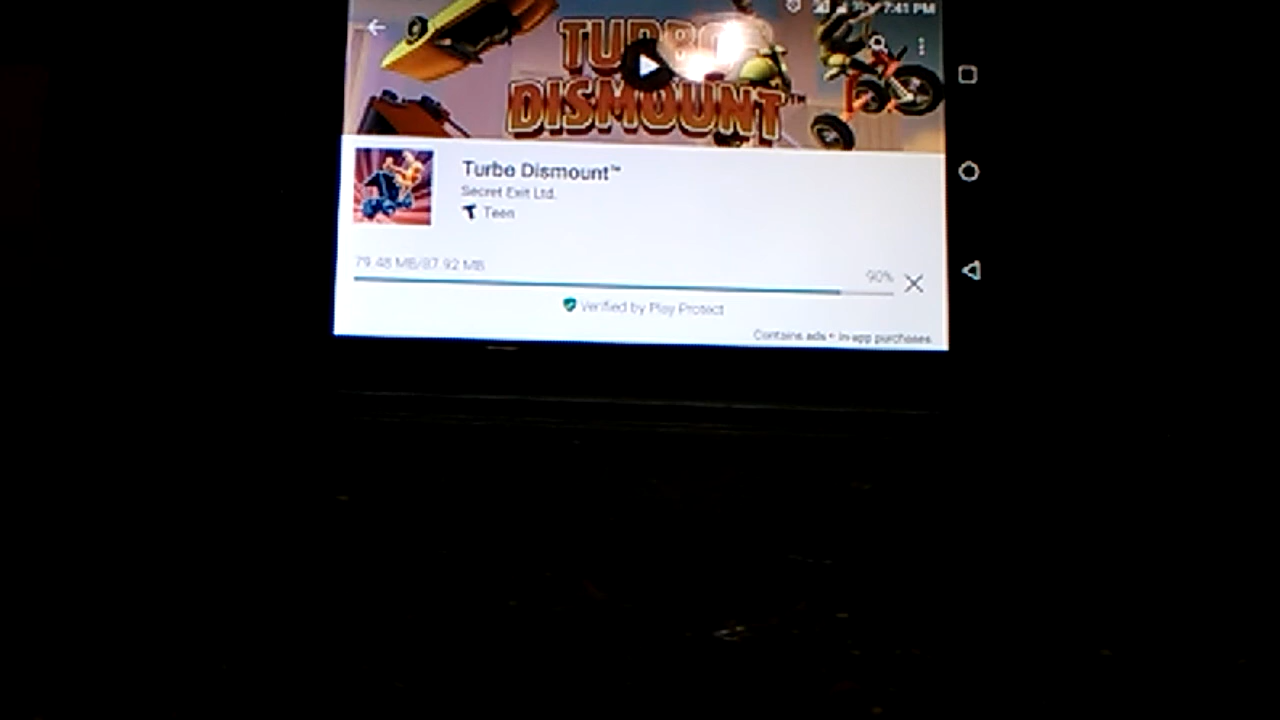 7:41 PM
TURBO
DISMOUNT™
Turbo Dismount™
Secret Exit Ltd.
T Teen
79.48 MB/87.92 MB
90%
Verified by Play Protect
Contains ads • In-app purchases